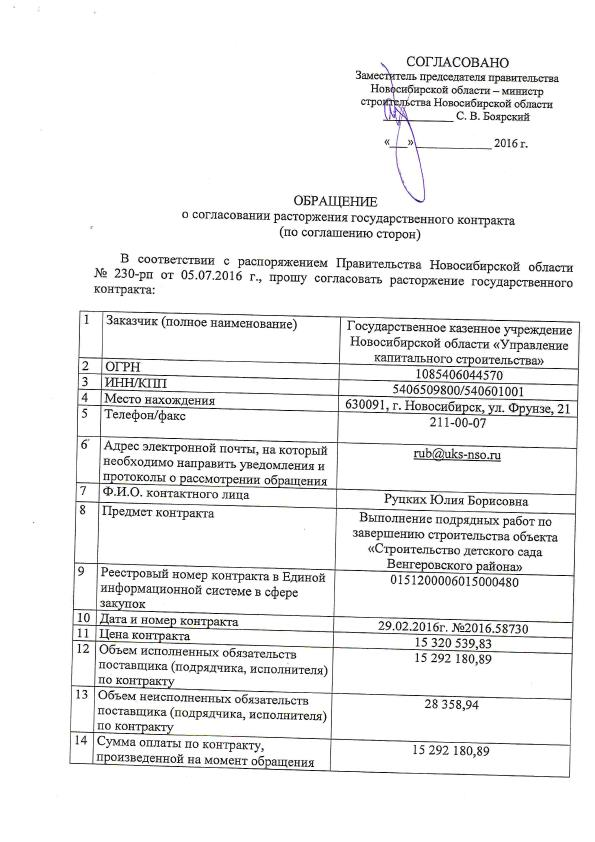 СОГЛАСОВАНО
Заместитель председателя правительства
Новосибирской области – министр
строительства Новосибирской области
_______________ С. В. Боярский
«___»_____________ 2016 г.
ОБРАЩЕНИЕ
о согласовании расторжения государственного контракта
(по соглашению сторон)
В соответствии с распоряжением Правительства Новосибирской области
№ 230-рп от 05.07.2016 г., прошу согласовать расторжение государственного
контракта:
1 Заказчик (полное наименование) Государственное казенное учреждение
Новосибирской области «Управление
капитального строительства»
2 ОГРН 1085406044570
3 ИНН/КПП 5406509800/540601001
4 Место нахождения 630091, г. Новосибирск, ул. Фрунзе, 21
5 Телефон/факс 211-00-07
6 Адрес электронной почты, на который rub@uks-nso.ru
необходимо направить уведомления и
протоколы о рассмотрении обращения
7 Ф.И.О. контактного лица Руцких Юлия Борисовна
8 Предмет контракта Выполнение подрядных работ по
завершению строительства объекта
«Строительство детского сада
Венгеровского района»
9 Реестровый номер контракта в Единой 0151200006015000480
информационной системе в сфере
закупок
10 Дата и номер контракта 29.02.2016г. №2016.58730
11 Цена контракта 15 320 539,83
12 Объем исполненных обязательств 15 292 180,89
поставщика (подрядчика, исполнителя)
по контракту
13 Объем неисполненных обязательств 28 358,94
поставщика (подрядчика, исполнителя)
по контракту
14 Сумма оплаты по контракту, 15 292 180,89
произведенной на момент обращения